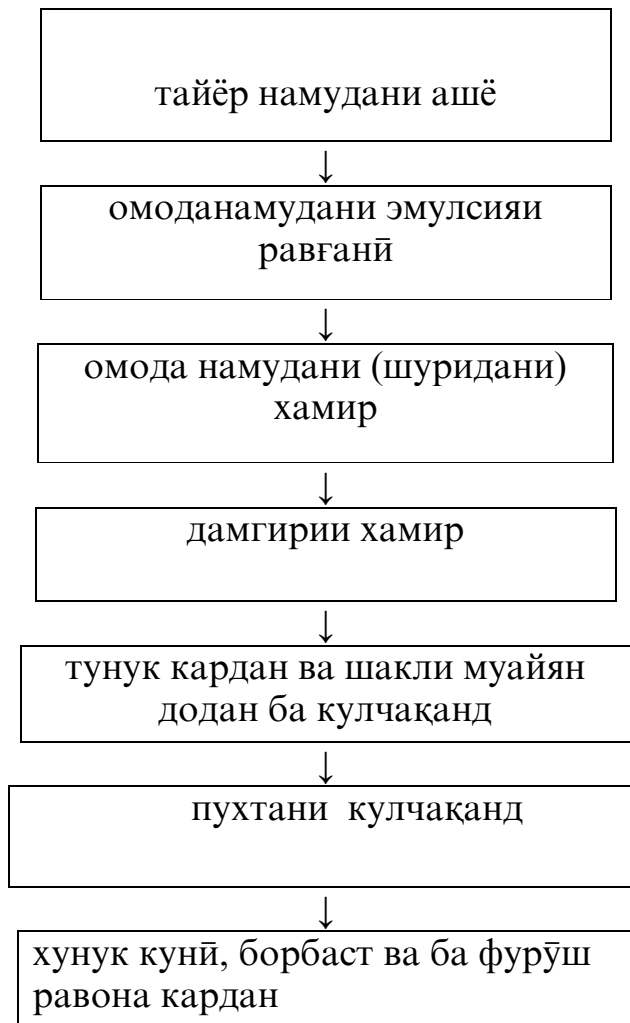 тайёр намудани ашё
↓
омоданамудани эмулсияи
равғанӣ
↓
омода намудани (шуридани)
хамир
↓
дамгирии хамир
↓
тунук кардан ва шакли муайян
додан ба кулчақанд
↓
пухтани кулчақанд
↓
хунук кунӣ, борбаст ва ба фурӯш
равона кардан